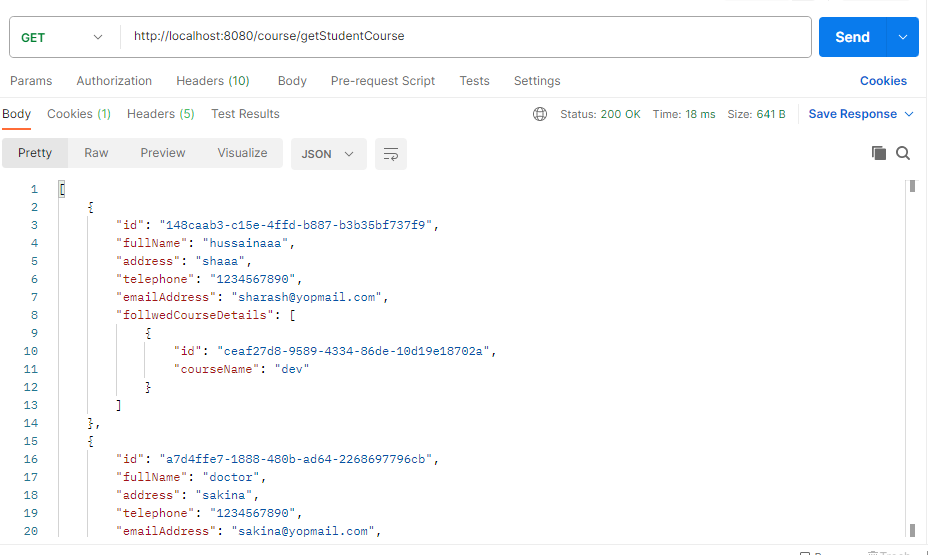 GET http://localhost:8080/course/getStudentCourse Send
Params Authorization Headers (10) Body Pre-request Script Tests Settings Cookies
Body Cookies (1) Headers (5) Test Results Status: 200 OK Time: 18 ms Size: 641 B Save Response
Pretty Raw Preview Visualize JSON
1 [
2 {
3 "id": "148caab3-c15e-4ffd-b887-b3b35bf737f9",
4 "fullName": "hussainaaa",
5 "address": "shaaa",
6 "telephone": "1234567890",
7 "emailAddress": "sharash@yopmail.com",
8 "follwedCourseDetails": [
9 {
10 "id": "ceaf27d8-9589-4334-86de-10d19e18702a",
11 "courseName": "dev"
12 }
13 ]
14 },
15 {
16 "id": "a7d4ffe7-1888-480b-ad64-2268697796cb",
17 "fullName": "doctor",
18 "address": "sakina",
19 "telephone": "1234567890",
20 "emailAddress": "sakina@yopmail.com",